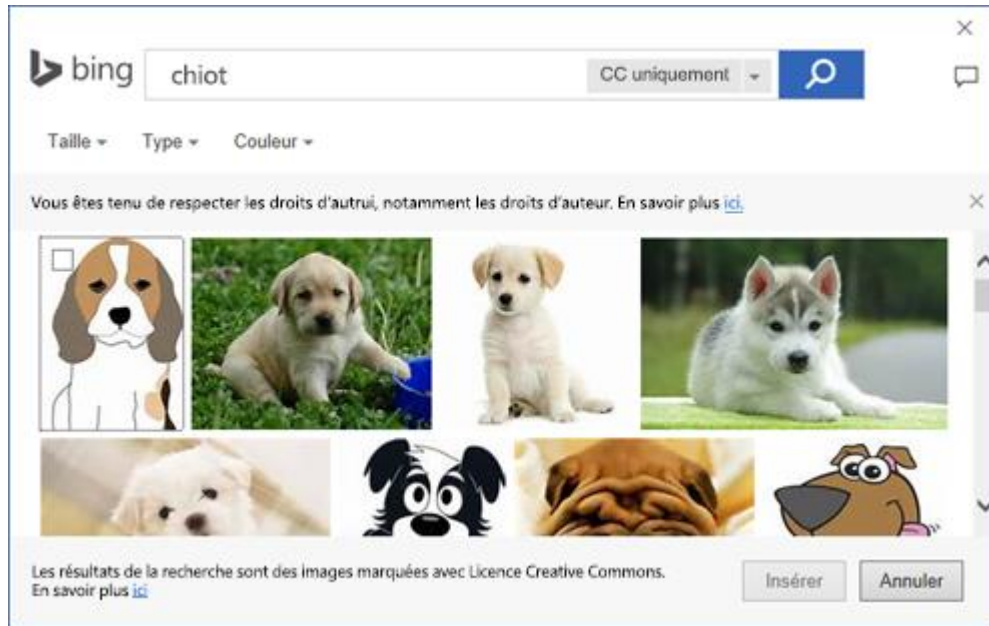 bing
chiot
CC uniquement
Taille
Type
Couleur
Vous êtes tenu de respecter les droits d'autrui, notamment les droits d'auteur. En savoir plus ici.
Les résultats de la recherche sont des images marquées avec Licence Creative Commons.
En savoir plus ici
Insérer
Annuler